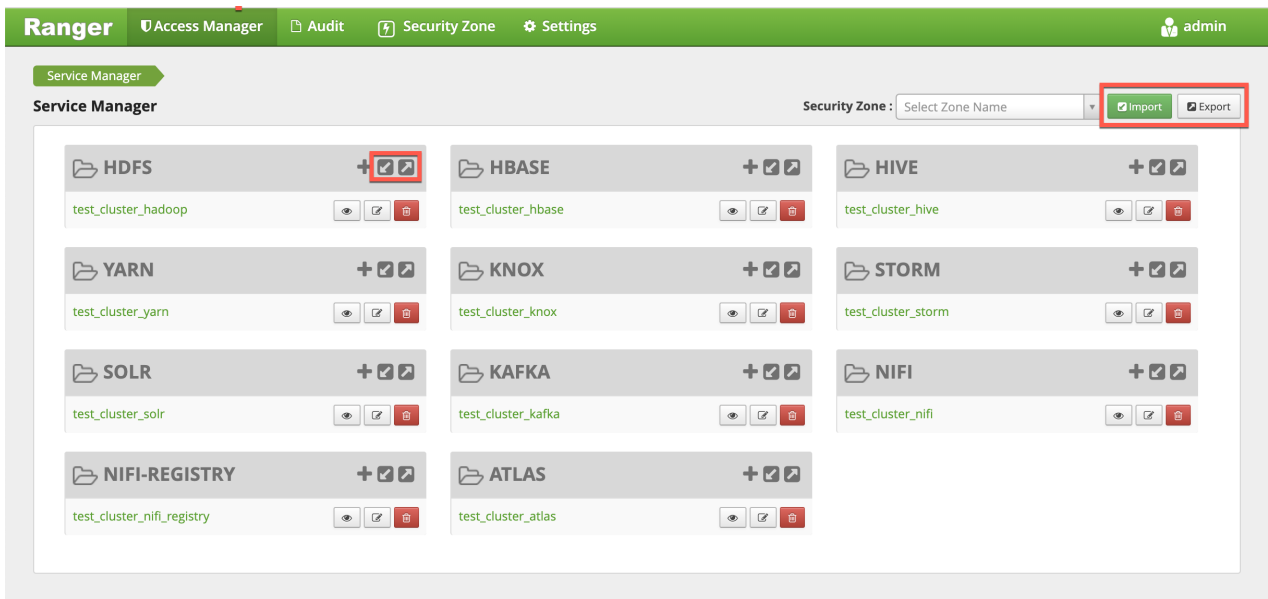 Ranger Access Manager Audit Security Zone Settings admin
Service Manager
Service Manager Security Zone : Select Zone Name Import Export
HDFS HBASE HIVE
test_cluster_hadoop test_cluster_hbase test_cluster_hive
YARN KNOX STORM
test_cluster_yarn test_cluster_knox test_cluster_storm
SOLR KAFKA NIFI
test_cluster_solr test_cluster_kafka test_cluster_nifi
NIFI-REGISTRY ATLAS
test_cluster_nifi_registry test_cluster_atlas